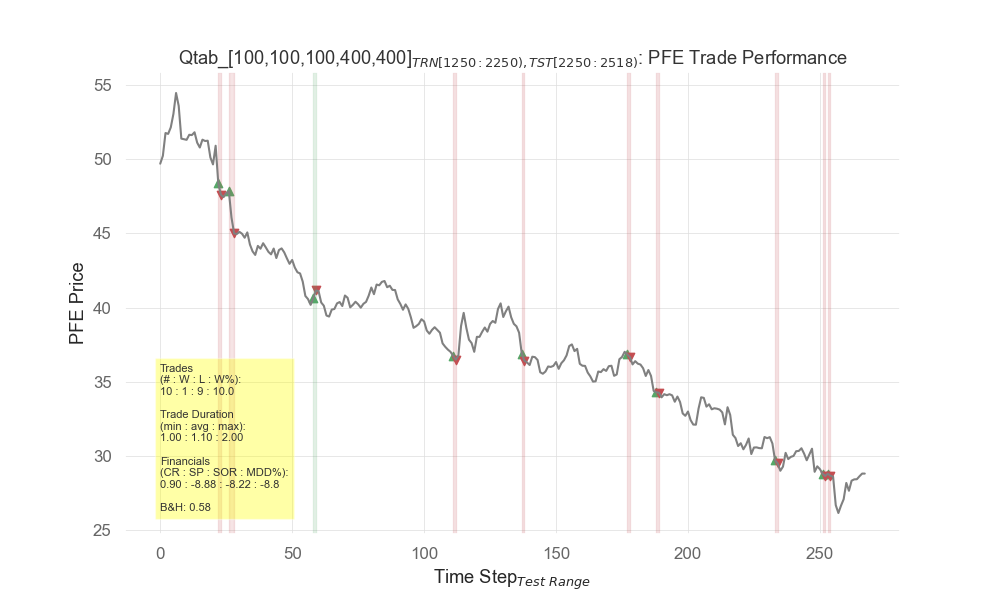 Qtab_[100,100,100,400,400]TRN[1250:2250),TST[2250:2518): PFE Trade Performance
55
50
45
40
35
30
25
PFE Price
Trades
(# : W : L : W%):
10 : 1 : 9 : 10.0
Trade Duration
(min : avg : max):
1.00 : 1.10 : 2.00
Financials
(CR : SP : SOR : MDD%):
0.90 : -8.88 : -8.22 : -8.8
B&H: 0.58
0 50 100 150 200 250
Time Step Test Range